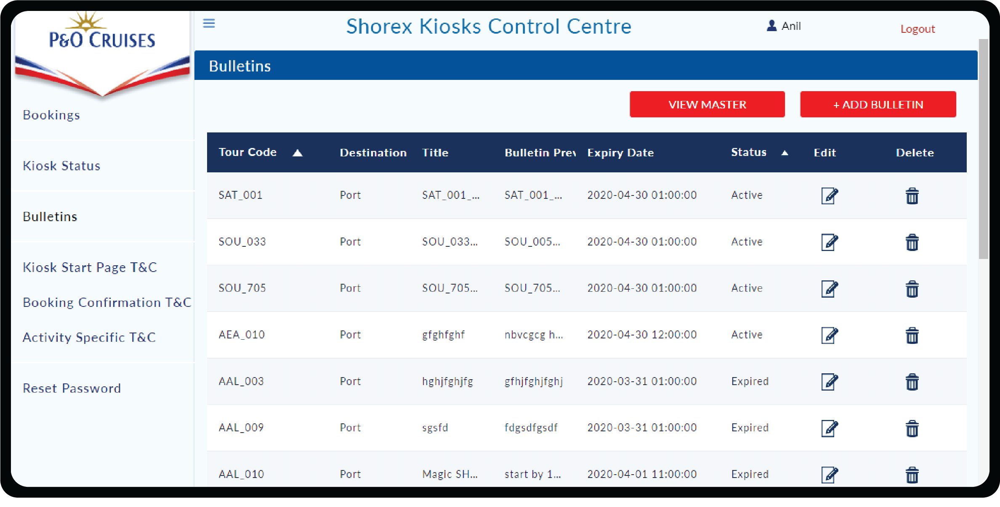 P&O CRUISES
Shorex Kiosks Control Centre
Anil
Logout
Bookings
Kiosk Status
Bulletins
Kiosk Start Page T&C
Booking Confirmation T&C
Activity Specific T&C
Reset Password
Bulletins
VIEW MASTER
+ ADD BULLETIN
Tour Code Destination Title Bulletin Prev Expiry Date Status Edit Delete
SAT_001 Port SAT_001_... SAT_001_... 2020-04-30 01:00:00 Active
SOU_033 Port SOU_033... SOU_005... 2020-04-30 01:00:00 Active
SOU_705 Port SOU_705... SOU_705... 2020-04-30 01:00:00 Active
AEA_010 Port gfghfghf nbvcgcg h... 2020-04-30 12:00:00 Active
AAL_003 Port hghjfghjfg gfhjfghjfghj 2020-03-31 01:00:00 Expired
AAL_009 Port sgsfd fdgsdfgsdf 2020-03-31 01:00:00 Expired
AAL_010 Port Magic SH... start by 1... 2020-04-01 11:00:00 Expired